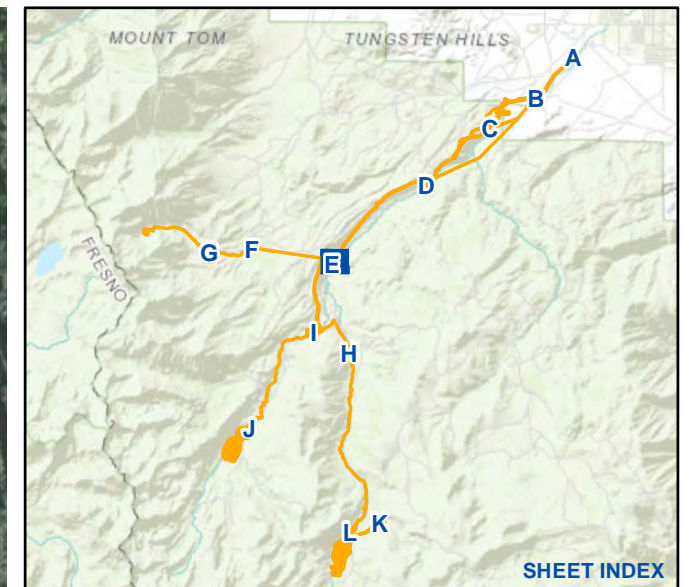 MOUNT TOM
TUNGSTEN HILLS
A
B
C
D
FRESNO
G
F
E
I
H
J
K
L
SHEET INDEX